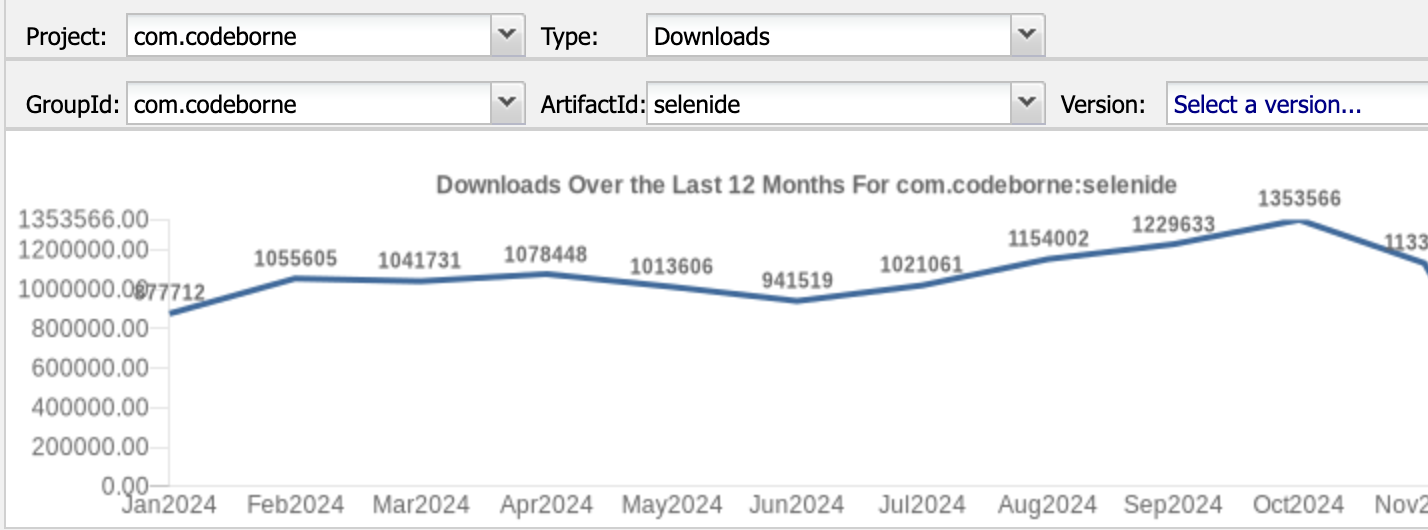 Project: com.codeborne Type: Downloads
GroupId: com.codeborne ArtifactId: selenide Version: Select a version...
Downloads Over the Last 12 Months For com.codeborne:selenide
1353566.00
1200000.00
1000000.00
800000.00
600000.00
400000.00
200000.00
0.00
877712 1055605 1041731 1078448 1013606 941519 1021061 1154002 1229633 1353566 1133
Jan2024 Feb2024 Mar2024 Apr2024 May2024 Jun2024 Jul2024 Aug2024 Sep2024 Oct2024 Nov2